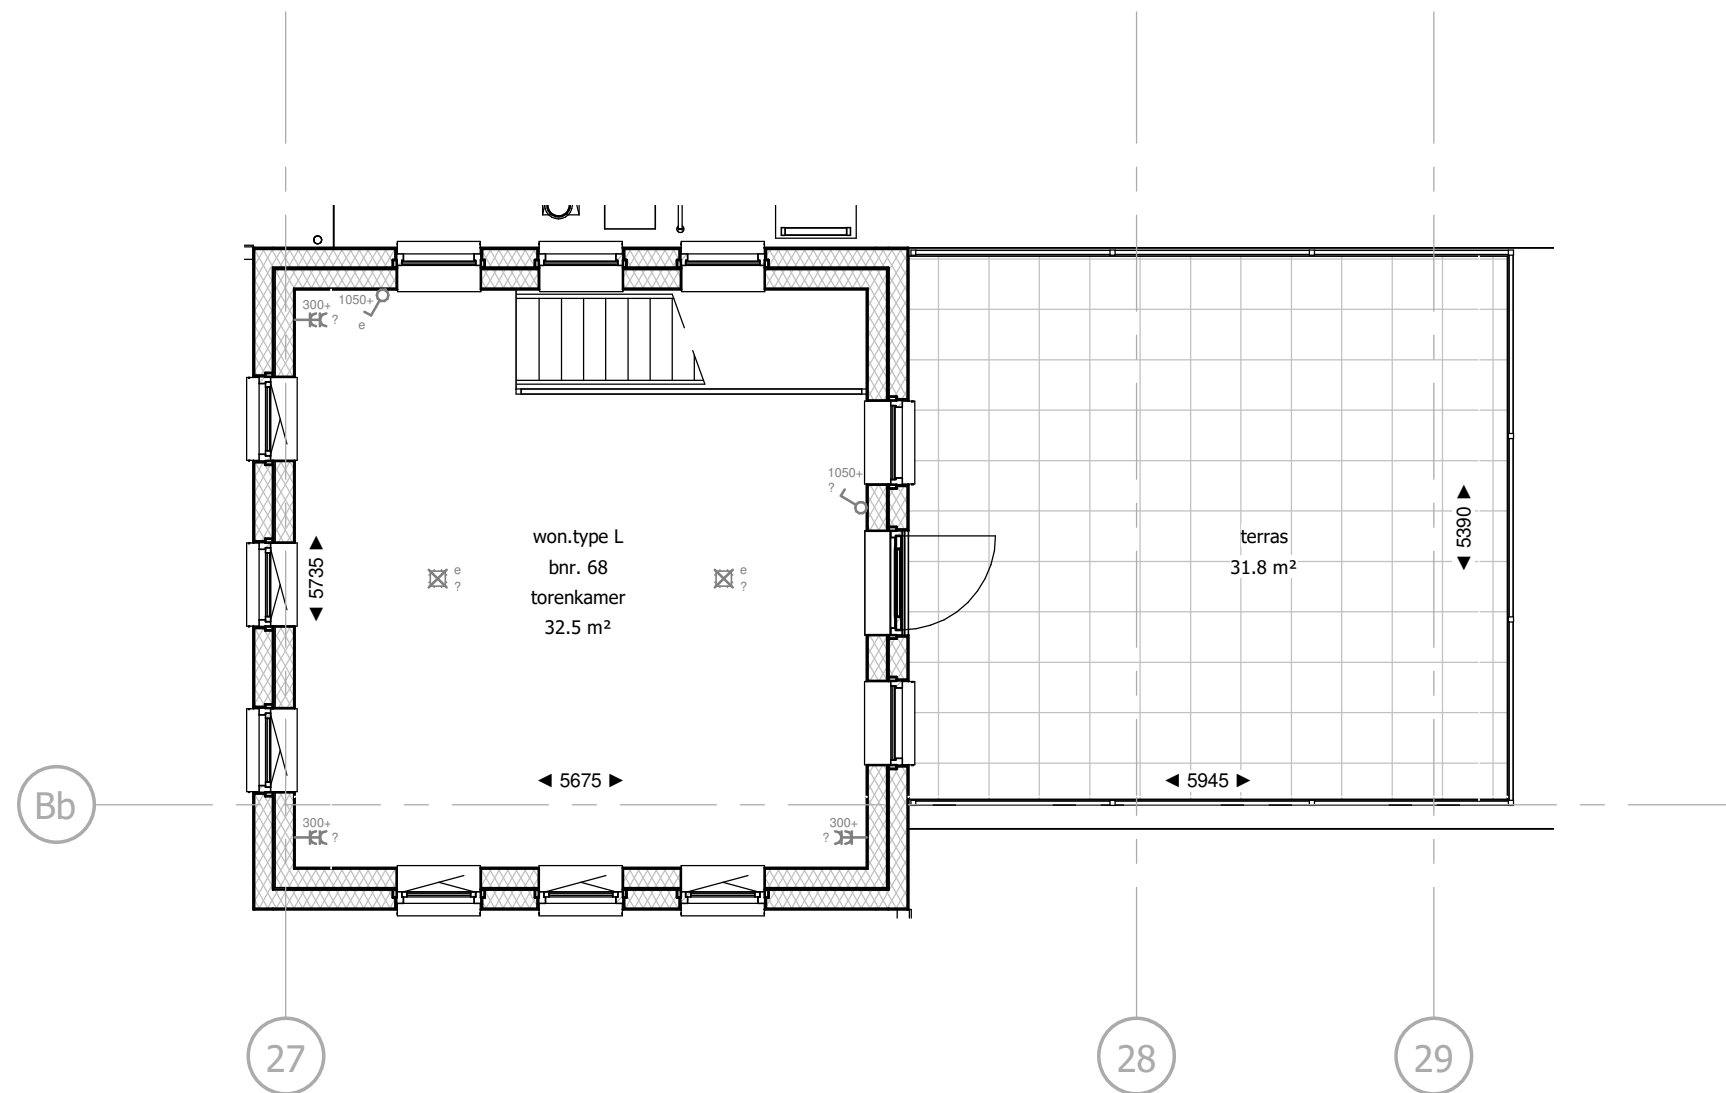 300+
?
1050+
e
1050+
?
won.type L
bnr. 68
torenkamer
32.5 m²
e
?
e
?
5735
5675
terras
31.8 m²
5390
5945
Bb
300+
?
300+
?
27
28
29